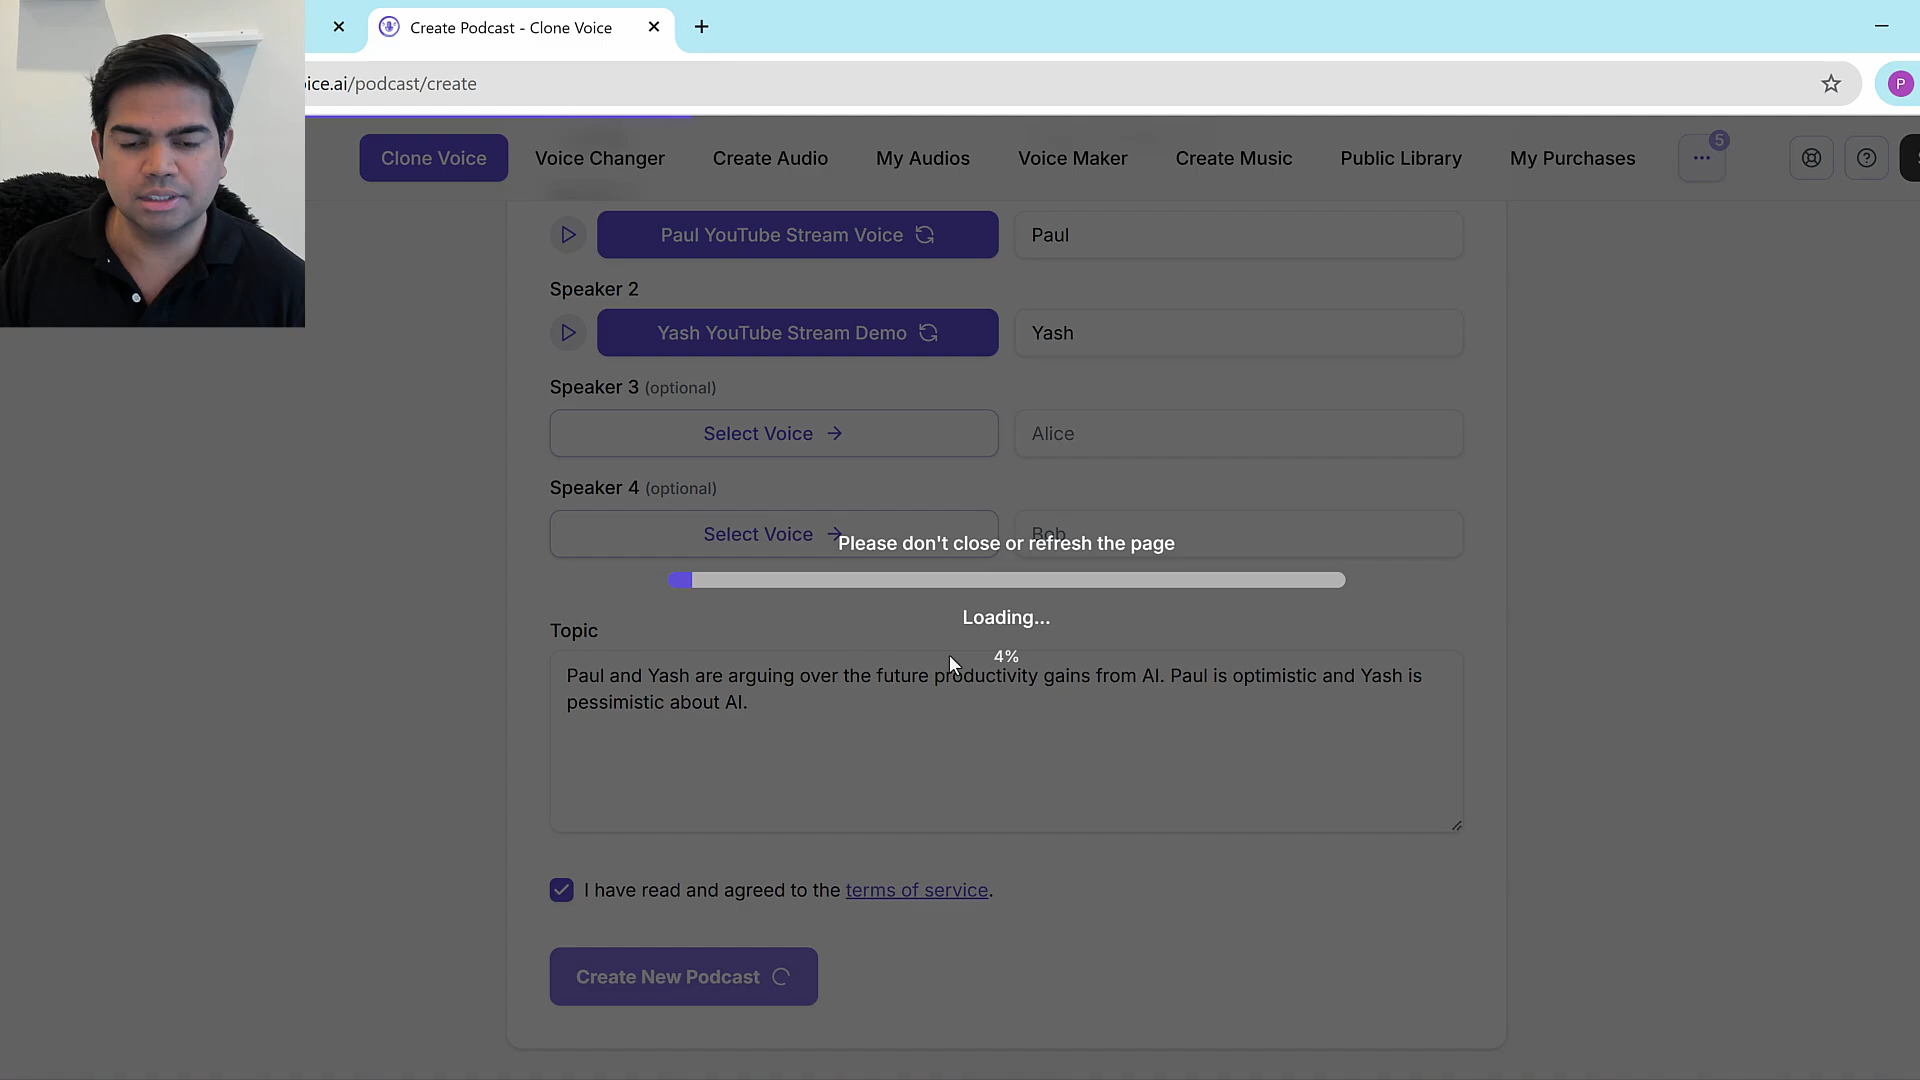 Create Podcast - Clone Voice
ice.ai/podcast/create
P
Clone Voice
Voice Changer
Create Audio
My Audios
Voice Maker
Create Music
Public Library
My Purchases
5
Paul YouTube Stream Voice
Paul
Speaker 2
Yash YouTube Stream Demo
Yash
Speaker 3 (optional)
Select Voice
Alice
Speaker 4 (optional)
Select Voice
Bob
Please don't close or refresh the page
Loading...
4%
Topic
Paul and Yash are arguing over the future productivity gains from AI. Paul is optimistic and Yash is
pessimistic about AI.
I have read and agreed to the terms of service.
Create New Podcast